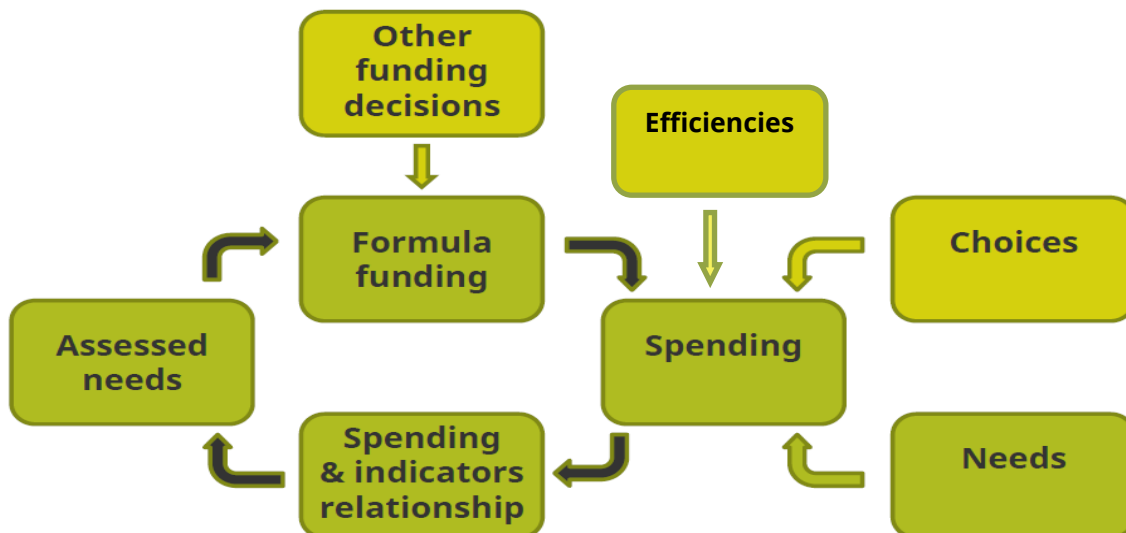 Other
funding
decisions
Efficiencies
Formula
funding
Choices
Assessed
needs
Spending
Spending
& indicators
relationship
Needs